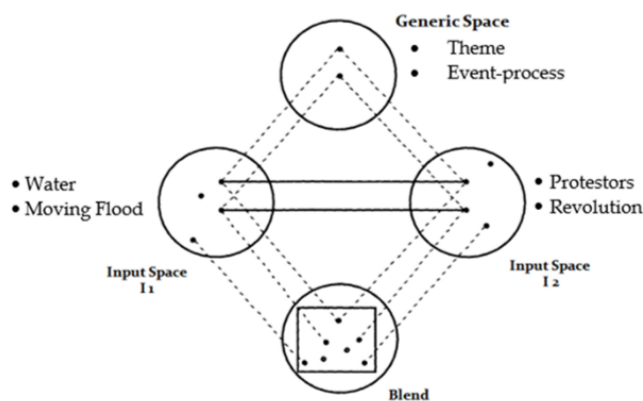 Generic Space
• Theme
• Event-process
• Water
• Moving Flood
• Protestors
• Revolution
Input Space
I 1
Input Space
I 2
Blend